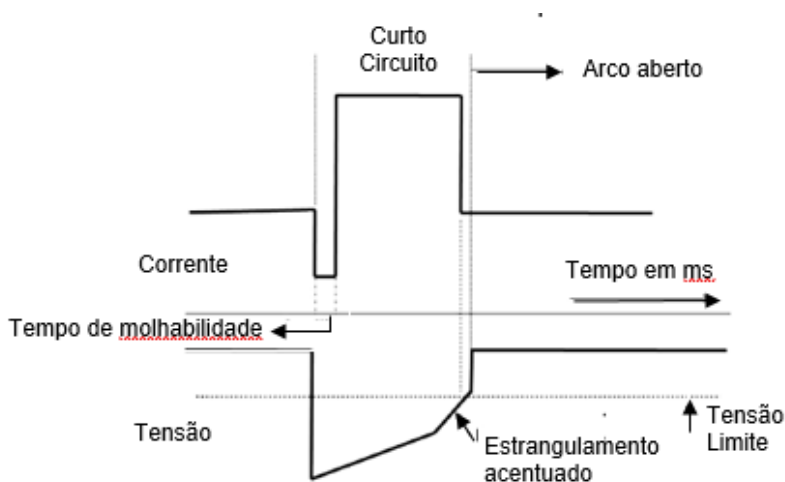 Curto
Circuito
Arco aberto
Corrente
Tempo em ms
Tempo de molhabilidade
Tensão
Estrangulamento
acentuado
Tensão
Limite